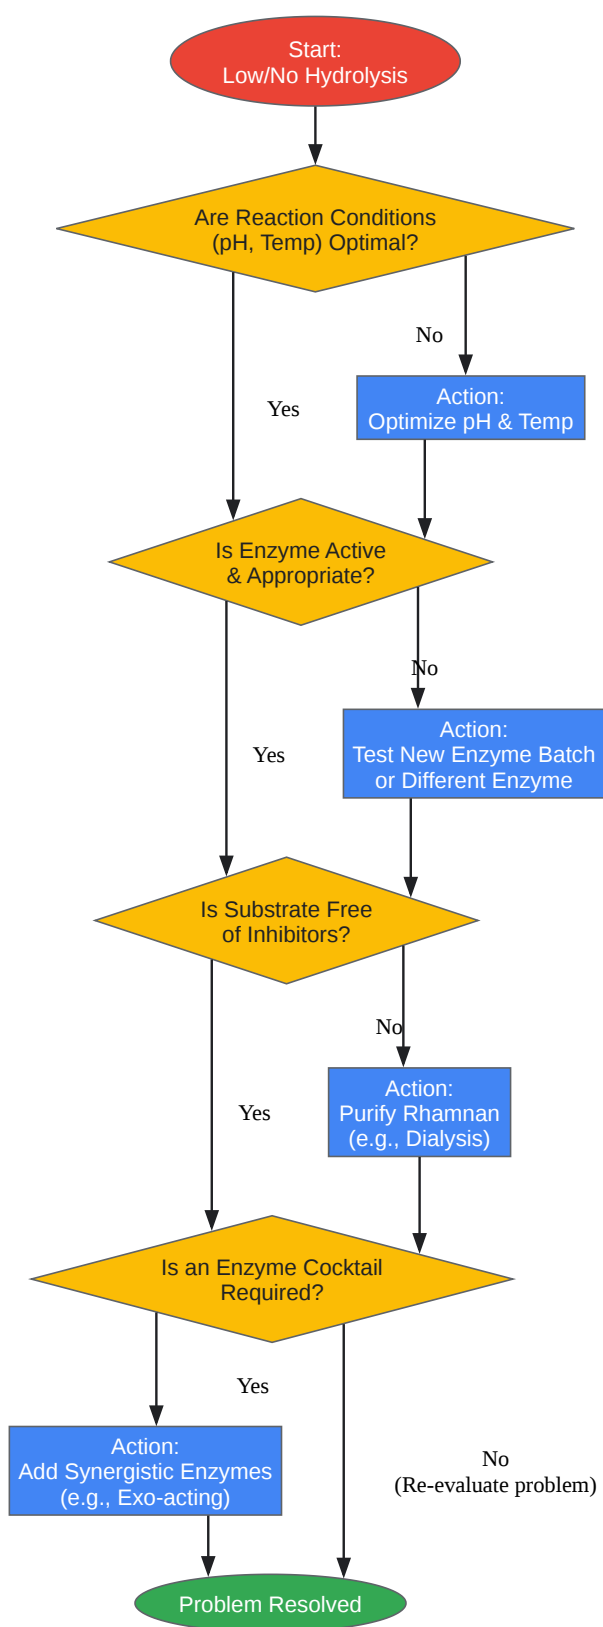 Start:
Low/No Hydrolysis
Are Reaction Conditions
(pH, Temp) Optimal?
No
Yes
Action:
Optimize pH & Temp
Is Enzyme Active
& Appropriate?
No
Yes
Action:
Test New Enzyme Batch
or Different Enzyme
Is Substrate Free
of Inhibitors?
No
Yes
Action:
Purify Rhamnan
(e.g., Dialysis)
Is an Enzyme Cocktail
Required?
Yes
Action:
Add Synergistic Enzymes
(e.g., Exo-acting)
No
(Re-evaluate problem)
Problem Resolved